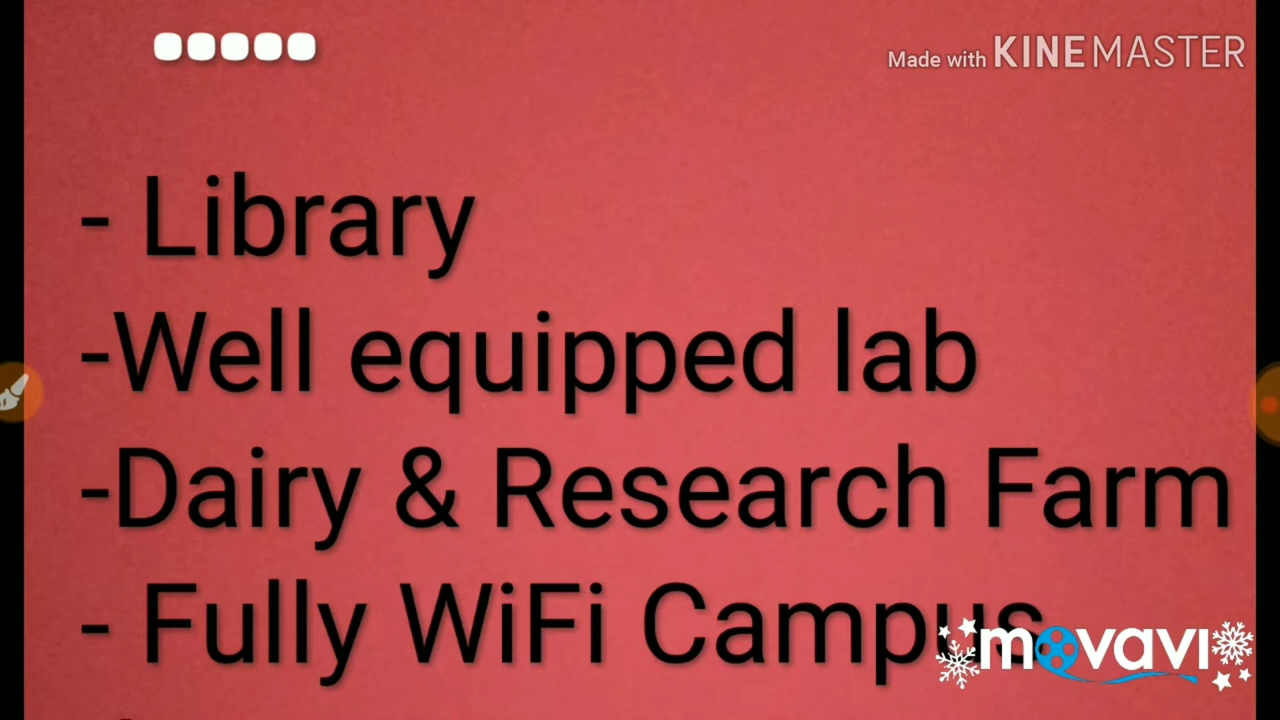 Made with KINEMASTER
- Library
-Well equipped lab
-Dairy & Research Farm
- Fully WiFi Campus
movavi